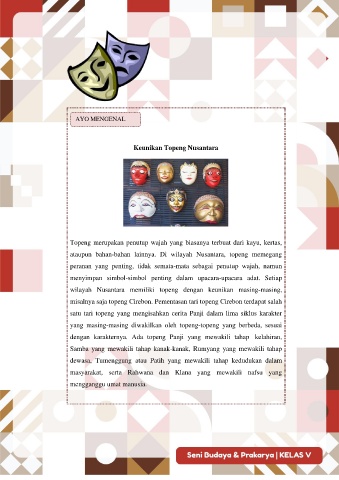 AYO MENGENAL
Keunikan Topeng Nusantara
Topeng merupakan penutup wajah yang biasanya terbuat dari kayu, kertas,
ataupun bahan-bahan lainnya. Di wilayah Nusantara, topeng memegang
peranan yang penting, tidak semata-mata sebagai penutup wajah, namun
menyimpan simbol-simbol penting dalam upacara-upacara adat. Setiap
wilayah Nusantara memiliki topeng dengan keunikan masing-masing,
misalnya saja topeng Cirebon. Pementasan tari topeng Cirebon terdapat salah
satu tari topeng yang mengisahkan cerita Panji dalam lima siklus karakter
yang masing-masing diwakilkan oleh topeng-topeng yang berbeda, sesuai
dengan karakternya. Ada topeng Panji yang mewakili tahap kelahiran,
Samba yang mewakili tahap kanak-kanak, Rumyang yang mewakili tahap
dewasa, Tumenggung atau Patih yang mewakili tahap kedudukan dalam
masyarakat, serta Rahwana dan Klana yang mewakili nafsu yang
mengganggu umat manusia
Seni Budaya & Prakarya | KELAS V